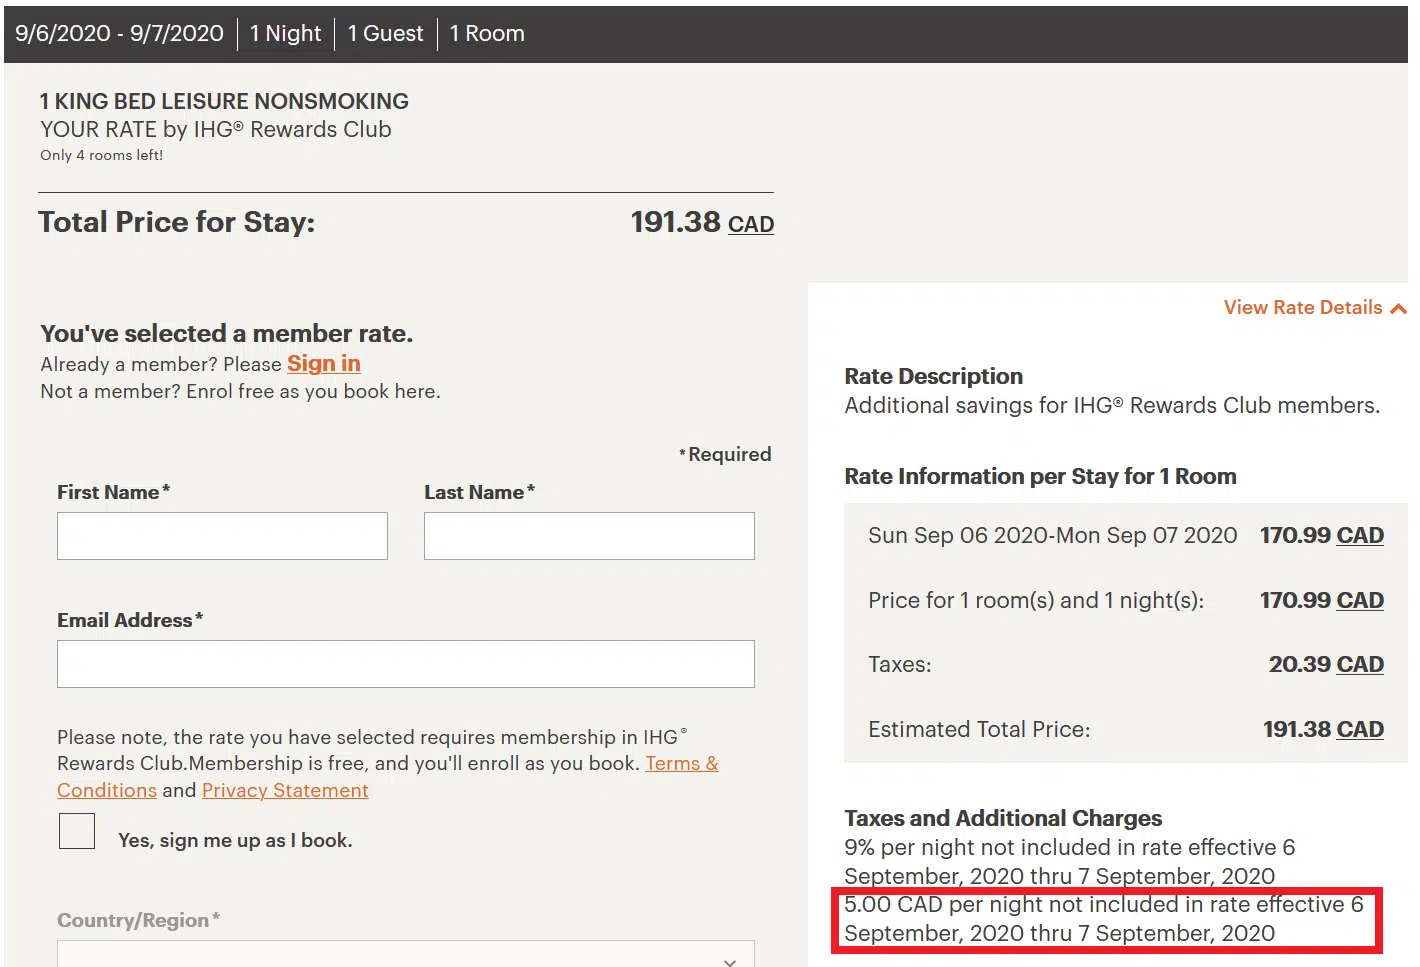 9/6/2020 - 9/7/2020 | 1 Night | 1 Guest | 1 Room
1 KING BED LEISURE NONSMOKING
YOUR RATE by IHG® Rewards Club
Only 4 rooms left!
Total Price for Stay: 191.38 CAD
You've selected a member rate.
Already a member? Please Sign in
Not a member? Enrol free as you book here.
*Required
First Name* Last Name*
Email Address*
Please note, the rate you have selected requires membership in IHG®
Rewards Club.Membership is free, and you'll enroll as you book. Terms &
Conditions and Privacy Statement
Yes, sign me up as I book.
Country/Region*
View Rate Details
Rate Description
Additional savings for IHG® Rewards Club members.
Rate Information per Stay for 1 Room
Sun Sep 06 2020-Mon Sep 07 2020 170.99 CAD
Price for 1 room(s) and 1 night(s): 170.99 CAD
Taxes: 20.39 CAD
Estimated Total Price: 191.38 CAD
Taxes and Additional Charges
9% per night not included in rate effective 6
September, 2020 thru 7 September, 2020
5.00 CAD per night not included in rate effective 6
September, 2020 thru 7 September, 2020